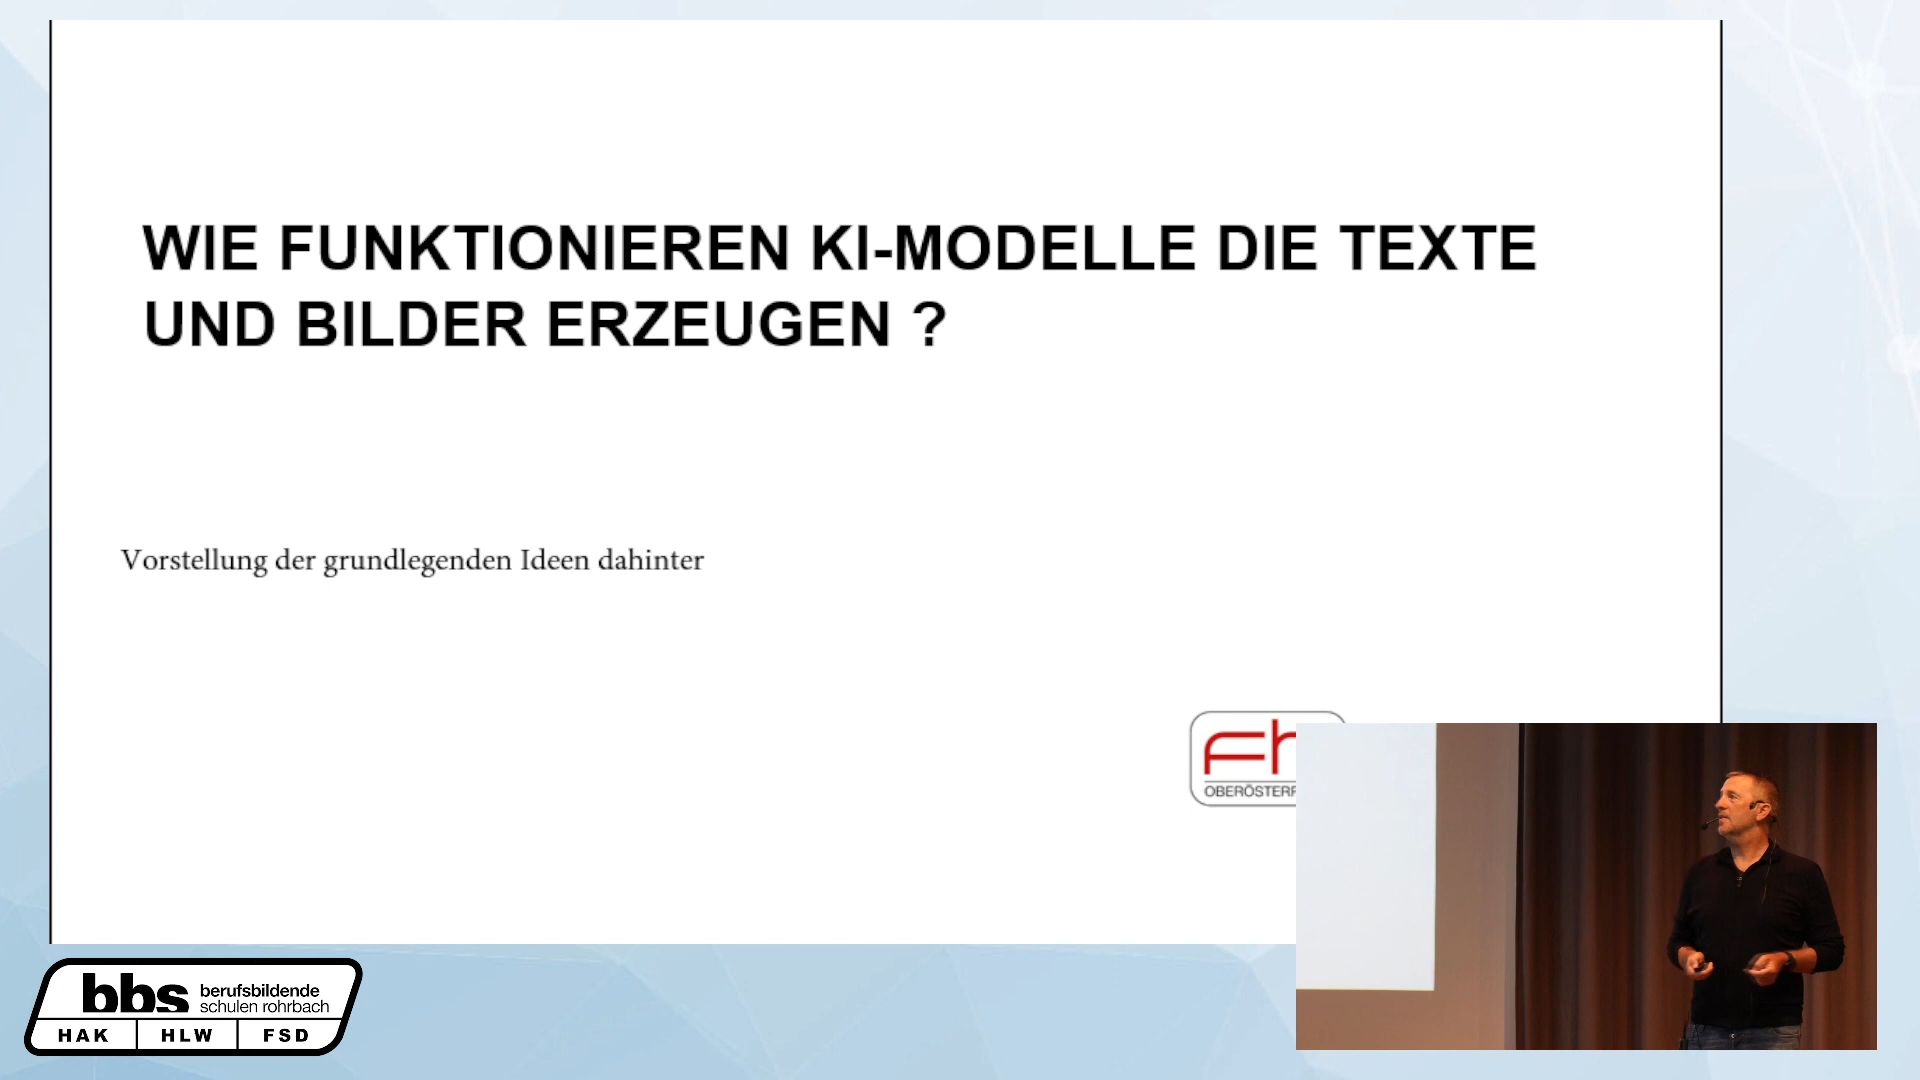 WIE FUNKTIONIEREN KI-MODELLE DIE TEXTE
UND BILDER ERZEUGEN ?
Vorstellung der grundlegenden Ideen dahinter
bbs berufsbildende
schulen rohrbach
HAK HLW FSD